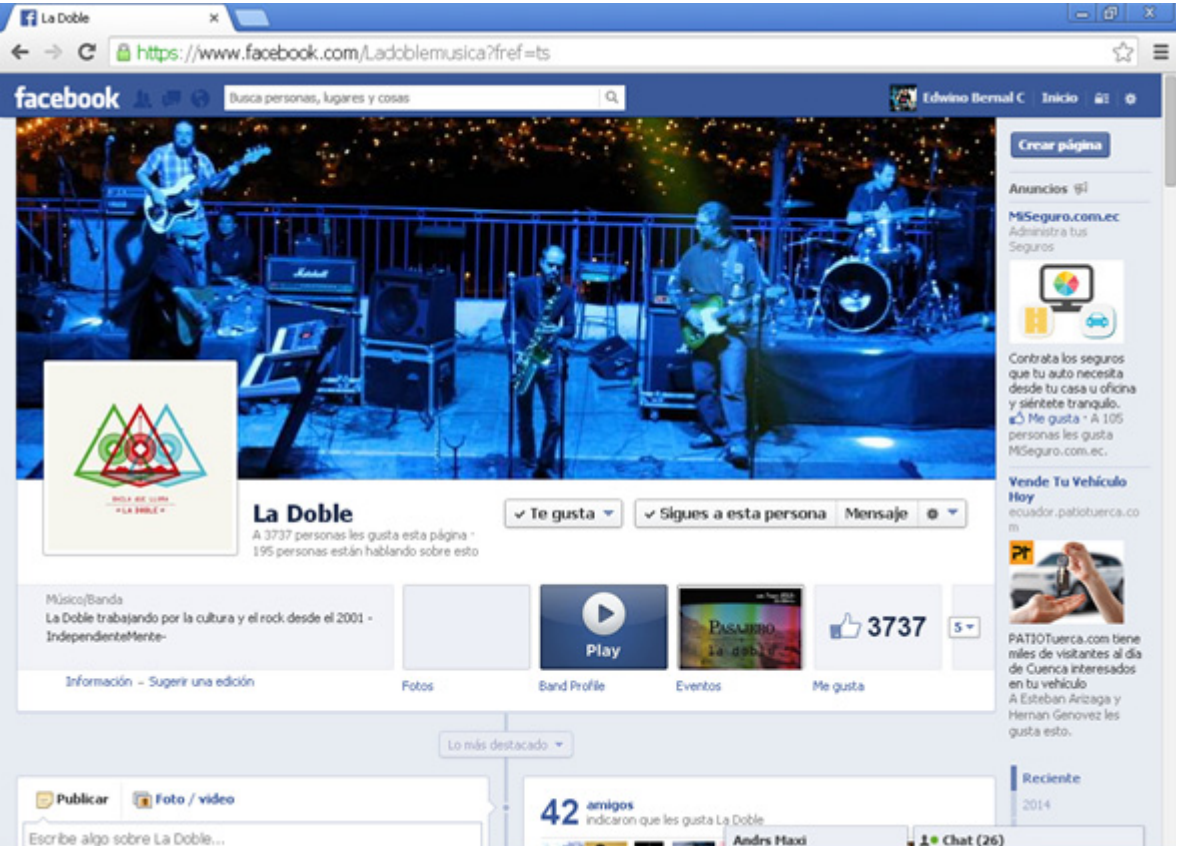 La Doble
https://www.facebook.com/Ladoblemusica?fref=ts
facebook
Busca personas, lugares y cosas
Edwino Bernal C
Inicio
Crear página
Anuncios
MiSeguro.com.ec
Administra tus
Seguros
Contrata los seguros
que tu auto necesita
desde tu casa u oficina
y siéntete tranquilo.
Me gusta · A 105
personas les gusta
MiSeguro.com.ec.
Vende Tu Vehículo
Hoy
ecuador.patiotuerca.co
m
PT
PATIOTuerca.com tiene
miles de visitantes al día
de Cuenca interesados
en tu vehículo
A Esteban Arizaga y
Hernan Genovez les
gusta esto.
Reciente
2014
Marshall
BAILA QUE LLORA
LA DOBLE
La Doble
A 3737 personas les gusta esta página ·
195 personas están hablando sobre esto
Te gusta
Sigues a esta persona
Mensaje
Músico/Banda
La Doble trabajando por la cultura y el rock desde el 2001 -
IndependienteMente-
Información – Sugerir una edición
Fotos
Play
Band Profile
PASAJERO
la doble
Eventos
3737
Me gusta
5
Lo más destacado
Publicar
Foto / video
Escribe algo sobre La Doble...
42 amigos
indicaron que les gusta La Doble
Andrs Maxi
Chat (26)